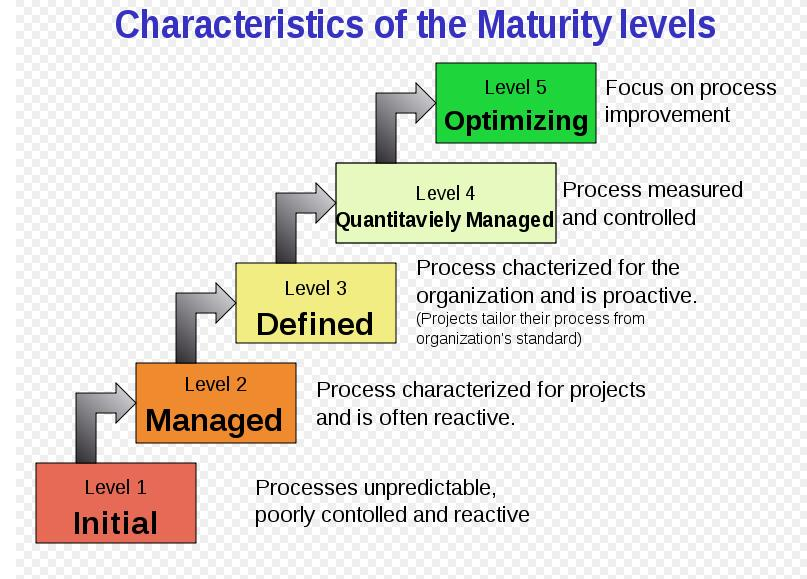 Characteristics of the Maturity levels
Level 5
Optimizing
Focus on process
improvement
Level 4
Quantitaviely Managed
Process measured
and controlled
Level 3
Defined
Process chacterized for the
organization and is proactive.
(Projects tailor their process from
organization's standard)
Level 2
Managed
Process characterized for projects
and is often reactive.
Level 1
Initial
Processes unpredictable,
poorly contolled and reactive